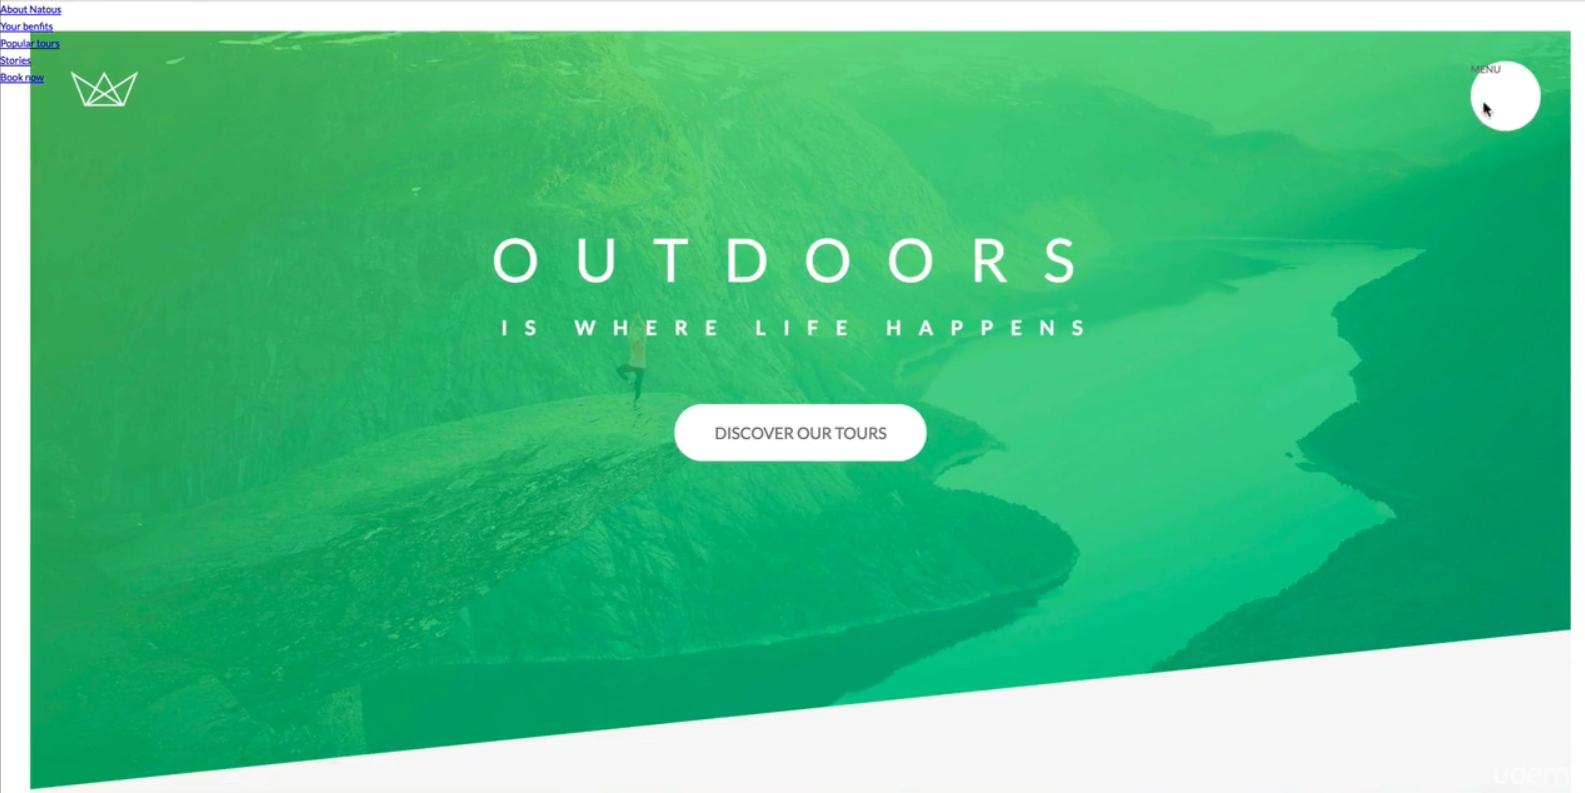 About Natous
Your benfits
Popular tours
Stories
Book now
MENU
OUTDOORS
IS WHERE LIFE HAPPENS
DISCOVER OUR TOURS